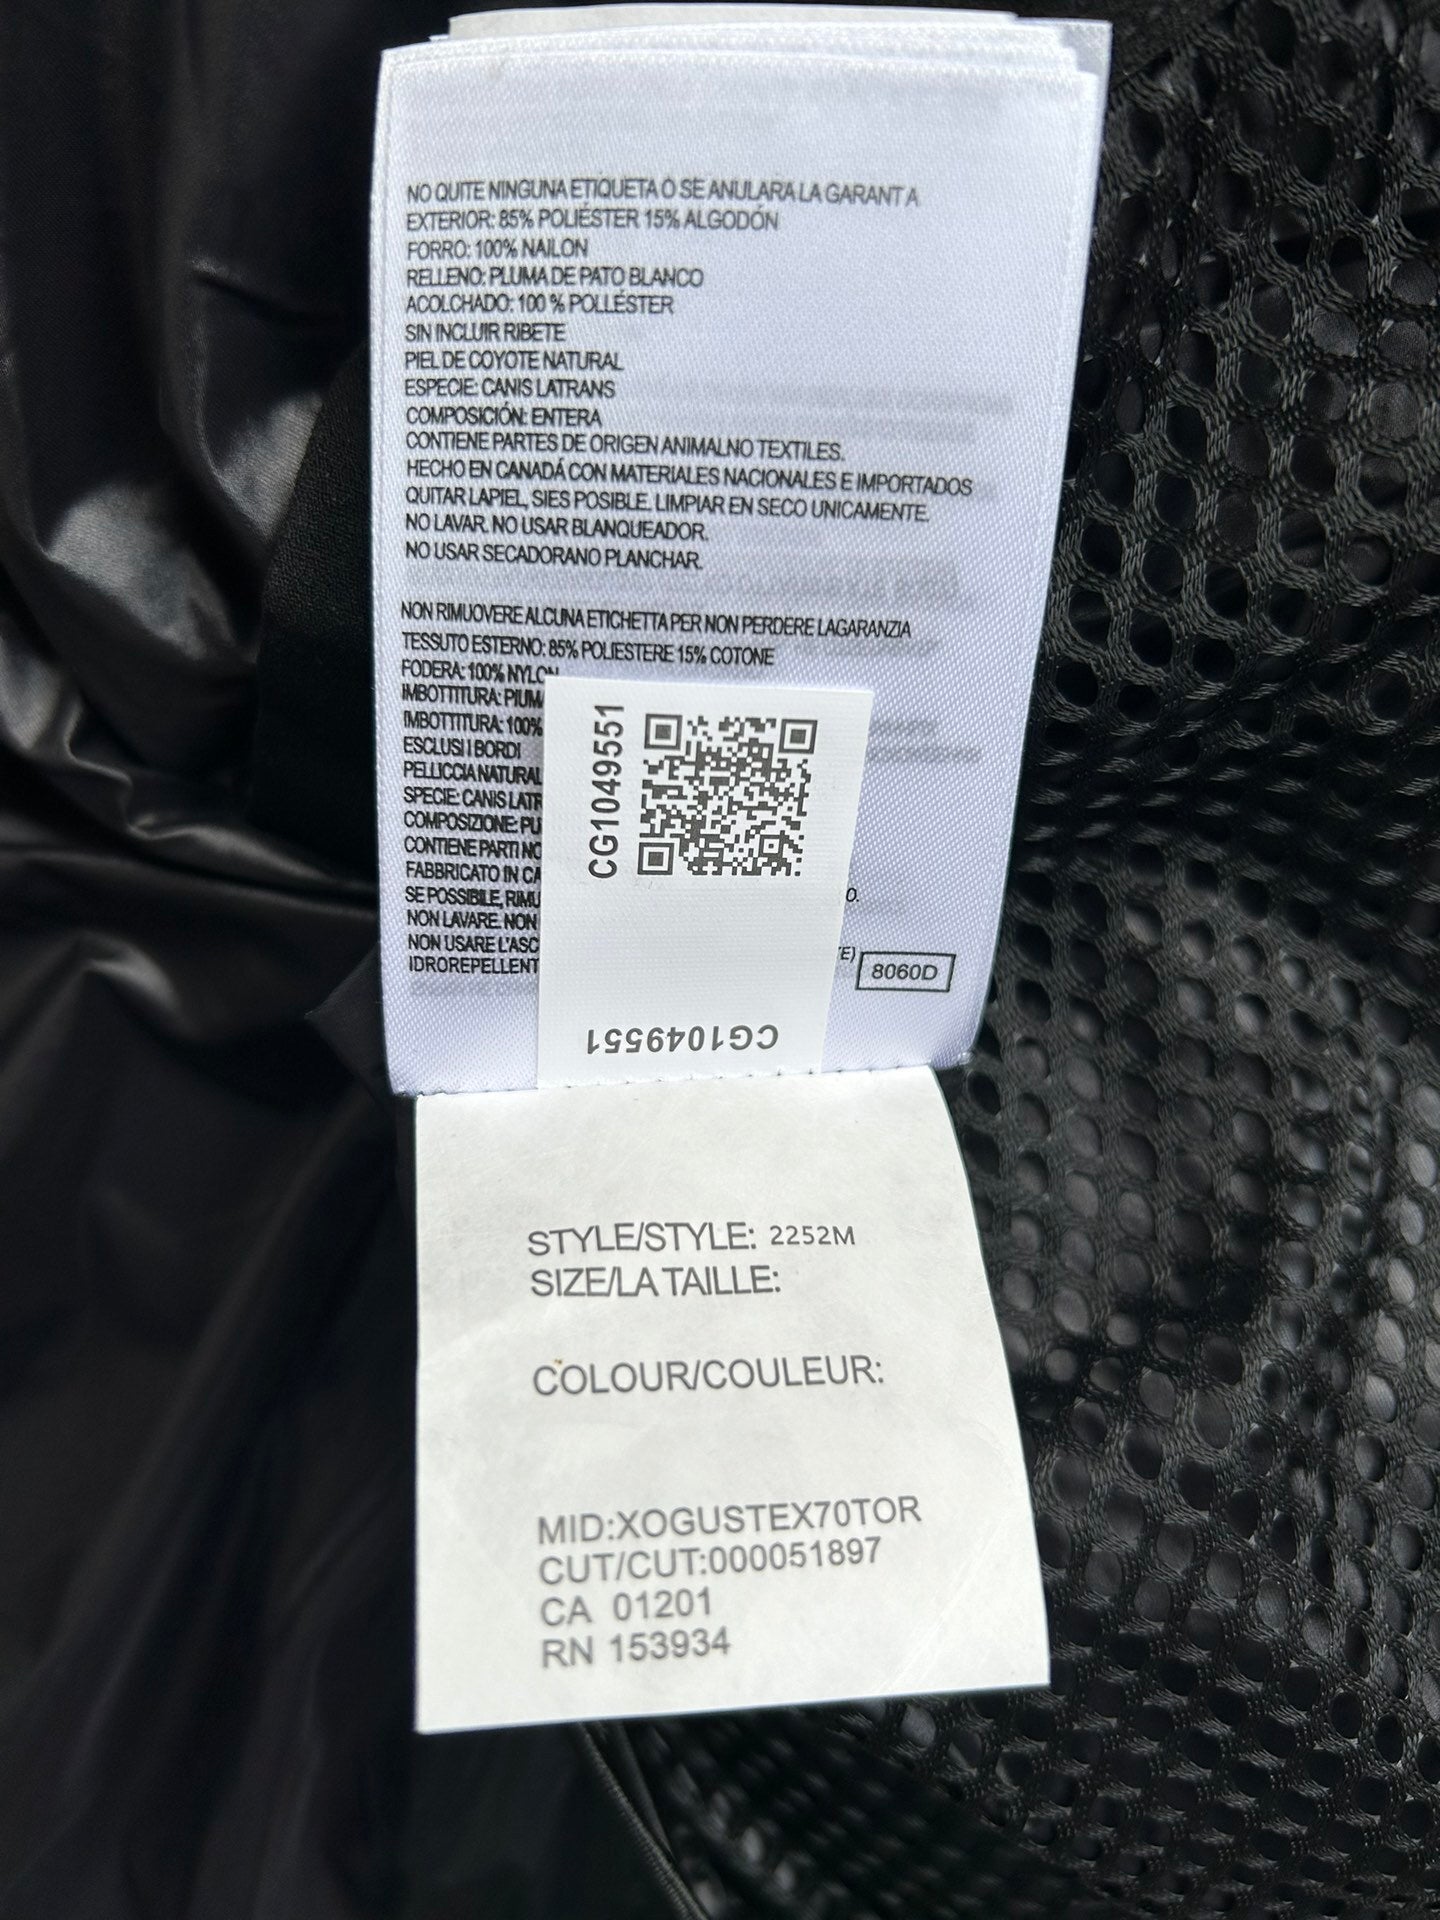 NO QUITE NINGUNA ETIQUETA O SE ANULARA LA GARANT A
EXTERIOR: 85% POLIÉSTER 15% ALGODÓN
FORRO: 100% NAILON
RELLENO: PLUMA DE PATO BLANCO
ACOLCHADO: 100 % POLLÉSTER
SIN INCLUIR RIBETE
PIEL DE COYOTE NATURAL
ESPECIE: CANIS LATRANS
COMPOSICIÓN: ENTERA
CONTIENE PARTES DE ORIGEN ANIMALNO TEXTILES.
HECHO EN CANADÁ CON MATERIALES NACIONALES E IMPORTADOS
QUITAR LAPIEL, SIES POSIBLE. LIMPIAR EN SECO UNICAMENTE.
NO LAVAR. NO USAR BLANQUEADOR.
NO USAR SECADORANO PLANCHAR.
NON RIMUOVERE ALCUNA ETICHETTA PER NON PERDERE LAGARANZIA
TESSUTO ESTERNO: 85% POLIESTERE 15% COTONE
FODERA: 100% NYLON
IMBOTTITURA: PIUM
IMBOTTITURA: 100%
ESCLUSI I BORDI
PELLICCIA NATURAL
SPECIE: CANIS LATR
COMPOSIZIONE: PU
CONTIENE PARTI NO
FABBRICATO IN CA
SE POSSIBILE, RIMU
O.
NON LAVARE. NON
NON USARE L'ASC
IDROREPELLENT
TE)
8060D
CG1049551
CG1049551
STYLE/STYLE: 2252M
SIZE/LA TAILLE:
COLOUR/COULEUR:
MID:XOGUSTEX70TOR
CUT/CUT:000051897
CA 01201
RN 153934